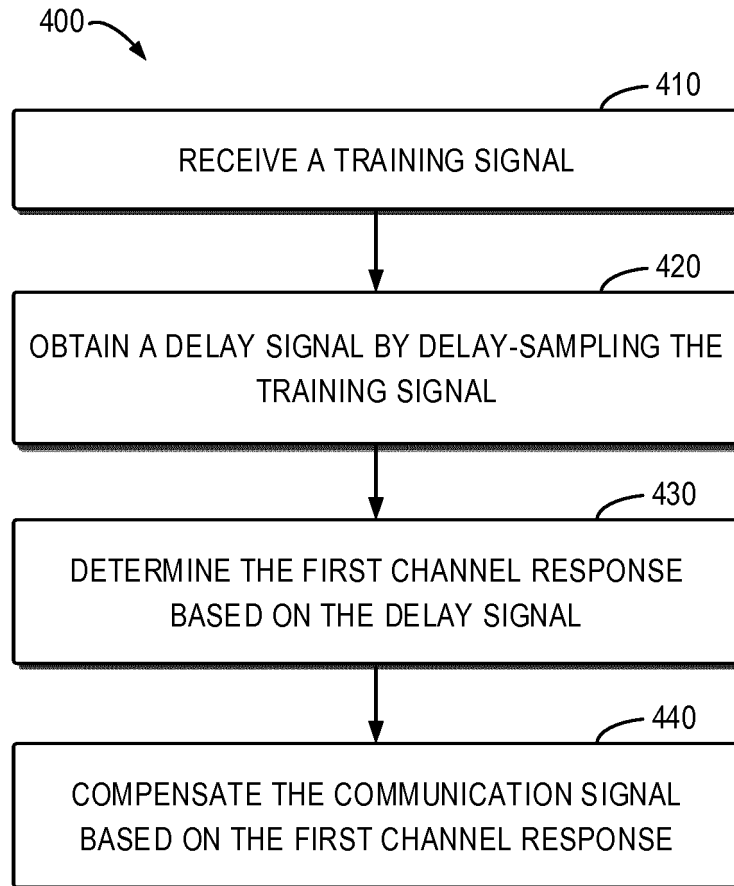 400
410
RECEIVE A TRAINING SIGNAL
420
OBTAIN A DELAY SIGNAL BY DELAY-SAMPLING THE
TRAINING SIGNAL
430
DETERMINE THE FIRST CHANNEL RESPONSE
BASED ON THE DELAY SIGNAL
440
COMPENSATE THE COMMUNICATION SIGNAL
BASED ON THE FIRST CHANNEL RESPONSE